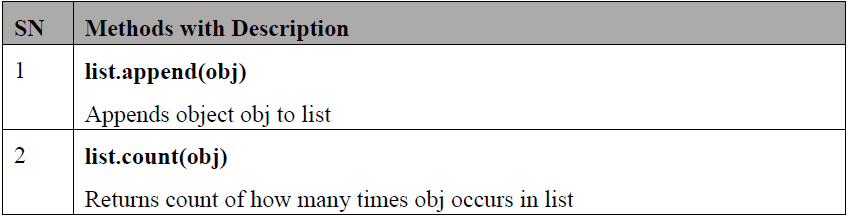 SN Methods with Description
1 list.append(obj)
Appends object obj to list
2 list.count(obj)
Returns count of how many times obj occurs in list